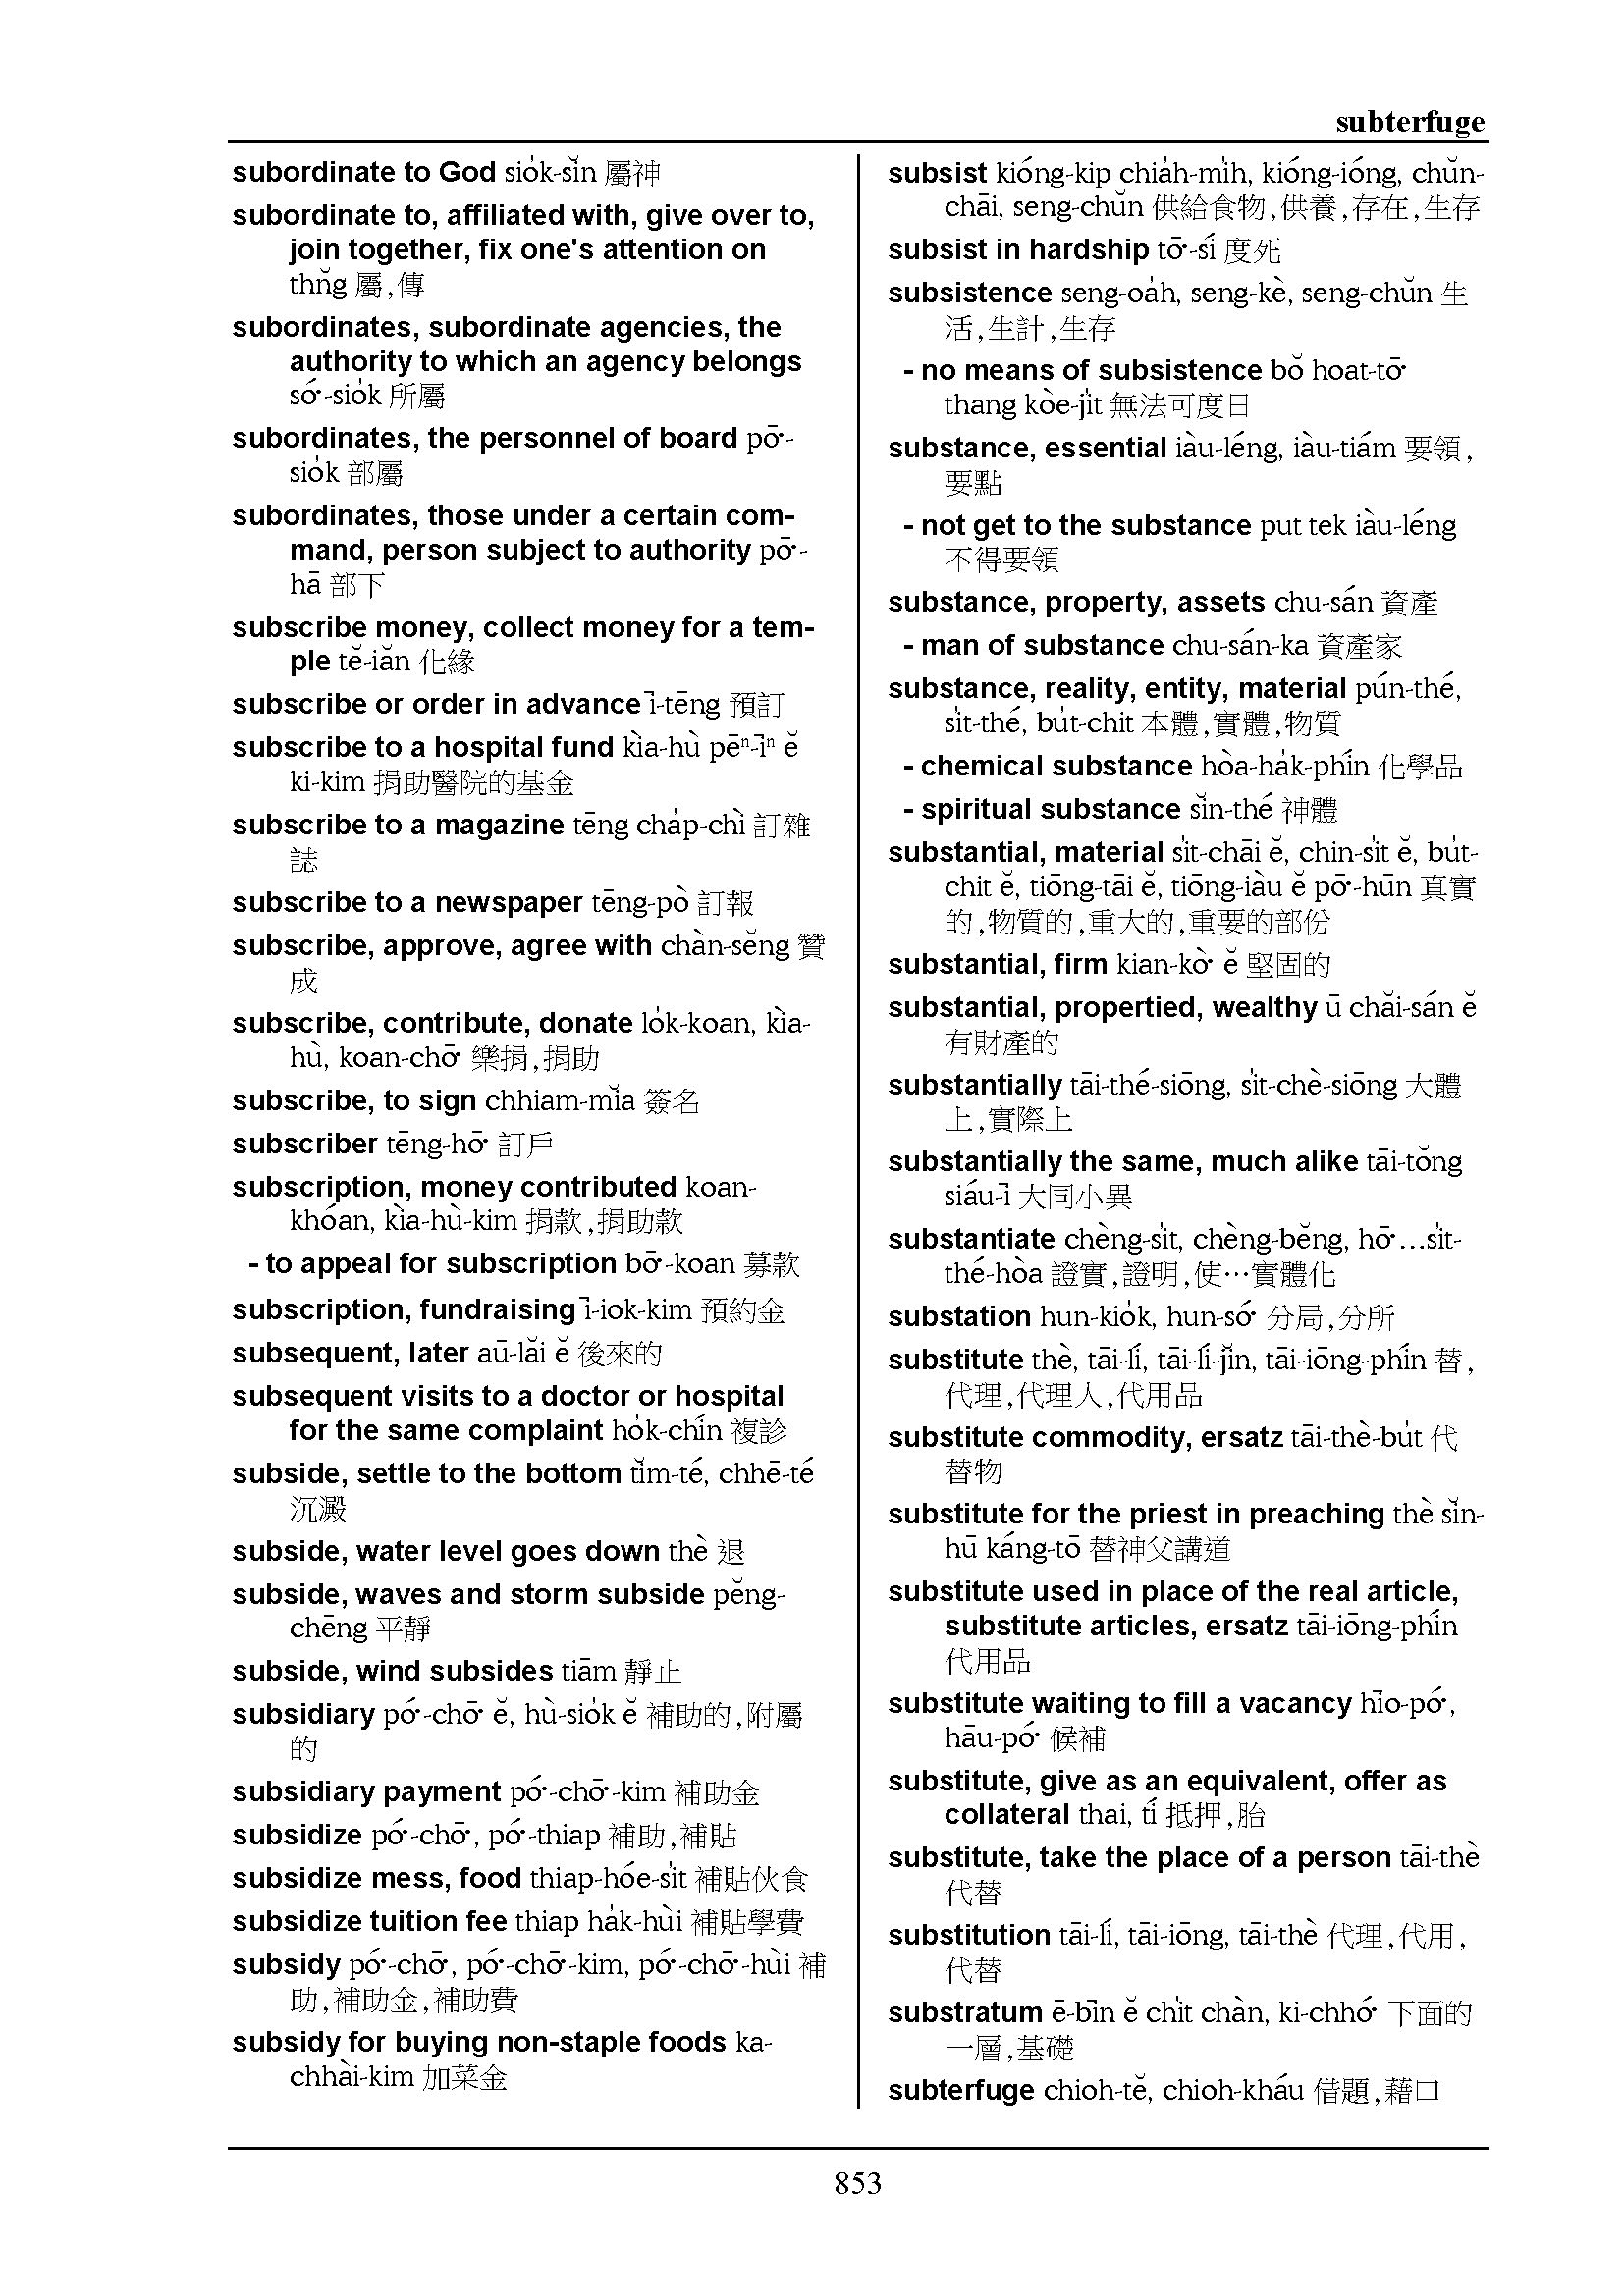 subterfuge
subordinate to God sio̍k-sĭn 屬神
subordinate to, affiliated with, give over to,
join together, fix one's attention on
thn̆g 屬,傳
subordinates, subordinate agencies, the
authority to which an agency belongs
só͘-sio̍k 所屬
subordinates, the personnel of board pō͘-
sio̍k 部屬
subordinates, those under a certain com-
mand, person subject to authority pō͘-
hā 部下
subscribe money, collect money for a tem-
ple tĕ-iăn 化緣
subscribe or order in advance ī-tēng 預訂
subscribe to a hospital fund kìa-hù pēⁿ-īⁿ ĕ
ki-kim 捐助醫院的基金
subscribe to a magazine tēng cha̍p-chì 訂雜
誌
subscribe to a newspaper tēng-pò 訂報
subscribe, approve, agree with chàn-sĕng 贊
成
subscribe, contribute, donate lo̍k-koan, kìa-
hù, koan-chō͘ 樂捐,捐助
subscribe, to sign chhiam-mĭa 簽名
subscriber tēng-hō͘ 訂戶
subscription, money contributed koan-
khóan, kìa-hù-kim 捐款,捐助款
- to appeal for subscription bō͘-koan 募款
subscription, fundraising ī-iok-kim 預約金
subsequent, later aū-lăi ĕ 後來的
subsequent visits to a doctor or hospital
for the same complaint ho̍k-chín 複診
subside, settle to the bottom tĭm-té, chhē-té
沉澱
subside, water level goes down thè 退
subside, waves and storm subside pĕng-
chēng 平靜
subside, wind subsides tiām 靜止
subsidiary pó͘-chō͘ ĕ, hù-sio̍k ĕ 補助的,附屬
的
subsidiary payment pó͘-chō͘-kim 補助金
subsidize pó͘-chō͘, pó͘-thiap 補助,補貼
subsidize mess, food thiap-hóe-si̍t 補貼伙食
subsidize tuition fee thiap ha̍k-hùi 補貼學費
subsidy pó͘-chō͘, pó͘-chō͘-kim, pó͘-chō͘-hùi 補
助,補助金,補助費
subsidy for buying non-staple foods ka-
chhài-kim 加菜金
subsist kióng-kip chia̍h-mi̍h, kióng-ióng, chŭn-
chāi, seng-chŭn 供給食物,供養,存在,生存
subsist in hardship tō͘-sí 度死
subsistence seng-oa̍h, seng-kè, seng-chŭn 生
活,生計,生存
- no means of subsistence bŏ hoat-tō͘
thang kòe-ji̍t 無法可度日
substance, essential iàu-léng, iàu-tiám 要領,
要點
- not get to the substance put tek iàu-léng
不得要領
substance, property, assets chu-sán 資產
- man of substance chu-sán-ka 資產家
substance, reality, entity, material pún-thé,
si̍t-thé, bu̍t-chit 本體,實體,物質
- chemical substance hòa-ha̍k-phín 化學品
- spiritual substance sĭn-thé 神體
substantial, material si̍t-chāi ĕ, chin-si̍t ĕ, bu̍t-
chit ĕ, tiōng-tāi ĕ, tiōng-iàu ĕ pō͘-hūn 真實
的,物質的,重大的,重要的部份
substantial, firm kian-kò͘ ĕ 堅固的
substantial, propertied, wealthy ū chăi-sán ĕ
有財產的
substantially tāi-thé-siōng, si̍t-chè-siōng 大體
上,實際上
substantially the same, much alike tāi-tŏng
siáu-ī 大同小異
substantiate chèng-si̍t, chèng-bĕng, hō͘…si̍t-
thé-hòa 證實,證明,使…實體化
substation hun-kio̍k, hun-só͘ 分局,分所
substitute thè, tāi-lí, tāi-lí-jĭn, tāi-iōng-phín 替,
代理,代理人,代用品
substitute commodity, ersatz tāi-thè-bu̍t 代
替物
substitute for the priest in preaching thè sĭn-
hū káng-tō 替神父講道
substitute used in place of the real article,
substitute articles, ersatz tāi-iōng-phín
代用品
substitute waiting to fill a vacancy hīo-pó͘,
hāu-pó͘ 候補
substitute, give as an equivalent, offer as
collateral thai, tí 抵押,胎
substitute, take the place of a person tāi-thè
代替
substitution tāi-lí, tāi-iōng, tāi-thè 代理,代用,
代替
substratum ē-bīn ĕ chi̍t chàn, ki-chhó͘ 下面的
一層,基礎
subterfuge chioh-tĕ, chioh-kháu 借題,藉口
853